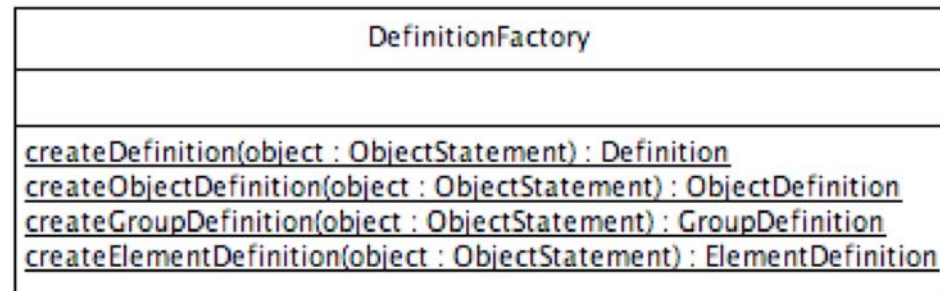 DefinitionFactory
createDefinition(object : ObjectStatement) : Definition
createObjectDefinition(object : ObjectStatement) : ObjectDefinition
createGroupDefinition(object : ObjectStatement) : GroupDefinition
createElementDefinition(object : ObjectStatement) : ElementDefinition